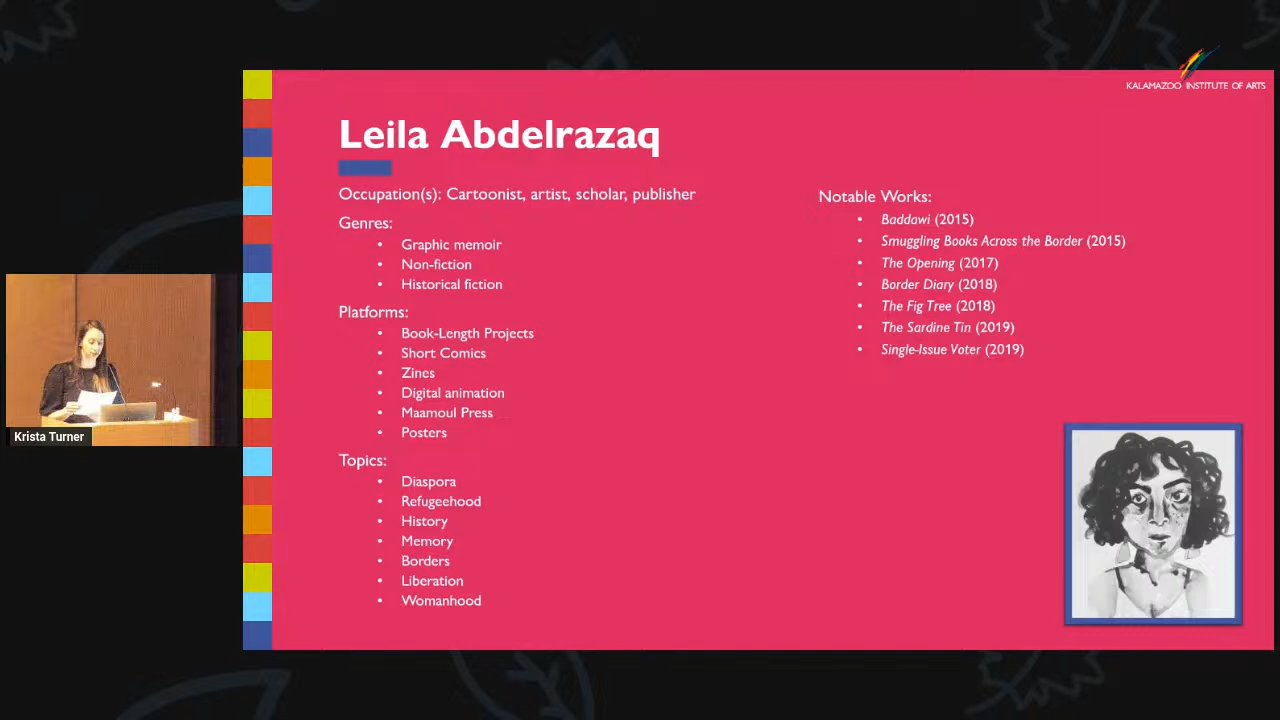 KALAMAZOO INSTITUTE OF ARTS
Leila Abdelrazaq
Occupation(s): Cartoonist, artist, scholar, publisher
Genres:
• Graphic memoir
• Non-fiction
• Historical fiction
Platforms:
• Book-Length Projects
• Short Comics
• Zines
• Digital animation
• Maamoul Press
• Posters
Topics:
• Diaspora
• Refugeehood
• History
• Memory
• Borders
• Liberation
• Womanhood
Notable Works:
• Baddawi (2015)
• Smuggling Books Across the Border (2015)
• The Opening (2017)
• Border Diary (2018)
• The Fig Tree (2018)
• The Sardine Tin (2019)
• Single-Issue Voter (2019)
Krista Turner